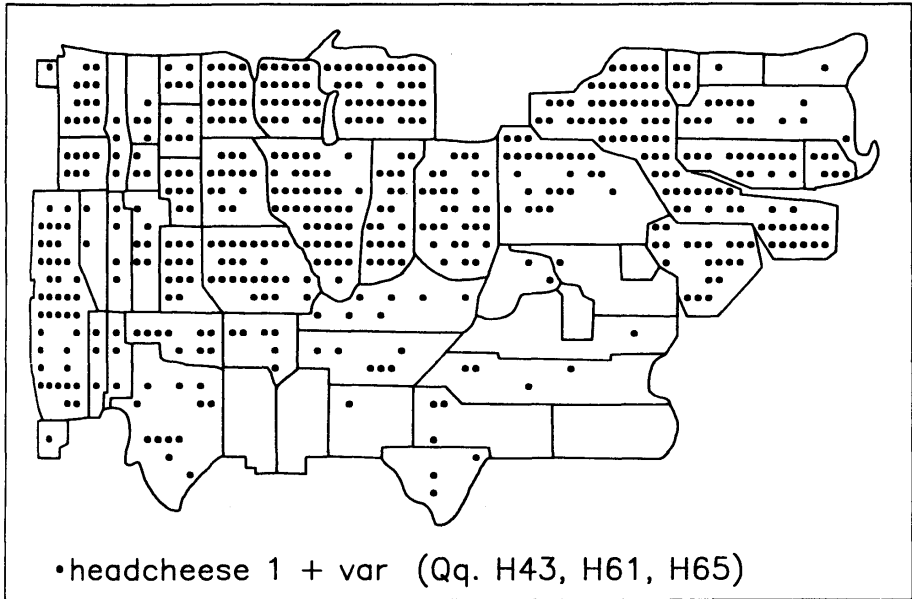 •headcheese 1 + var (Qq. H43, H61, H65)